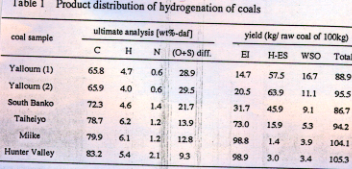 Table 1 Product distribution of hydrogenation of coals
coal sample ultimate analysis [wt%-daf] yield (kg/ raw coal of 100kg)
C H N (O+S) diff. EI H-ES WSO Total
Yalloum (1) 65.8 4.7 0.6 28.9 14.7 57.5 16.7 88.9
Yalloum (2) 65.9 4.0 0.6 29.5 20.5 63.9 11.1 95.5
South Banko 72.3 4.6 1.4 21.7 31.7 45.9 9.1 86.7
Taiheiyo 78.7 6.2 1.2 13.9 73.0 15.9 5.3 94.2
Miike 79.9 6.1 1.2 12.8 98.8 1.4 3.9 104.1
Hunter Valley 83.2 5.4 2.1 9.3 98.9 3.0 3.4 105.3